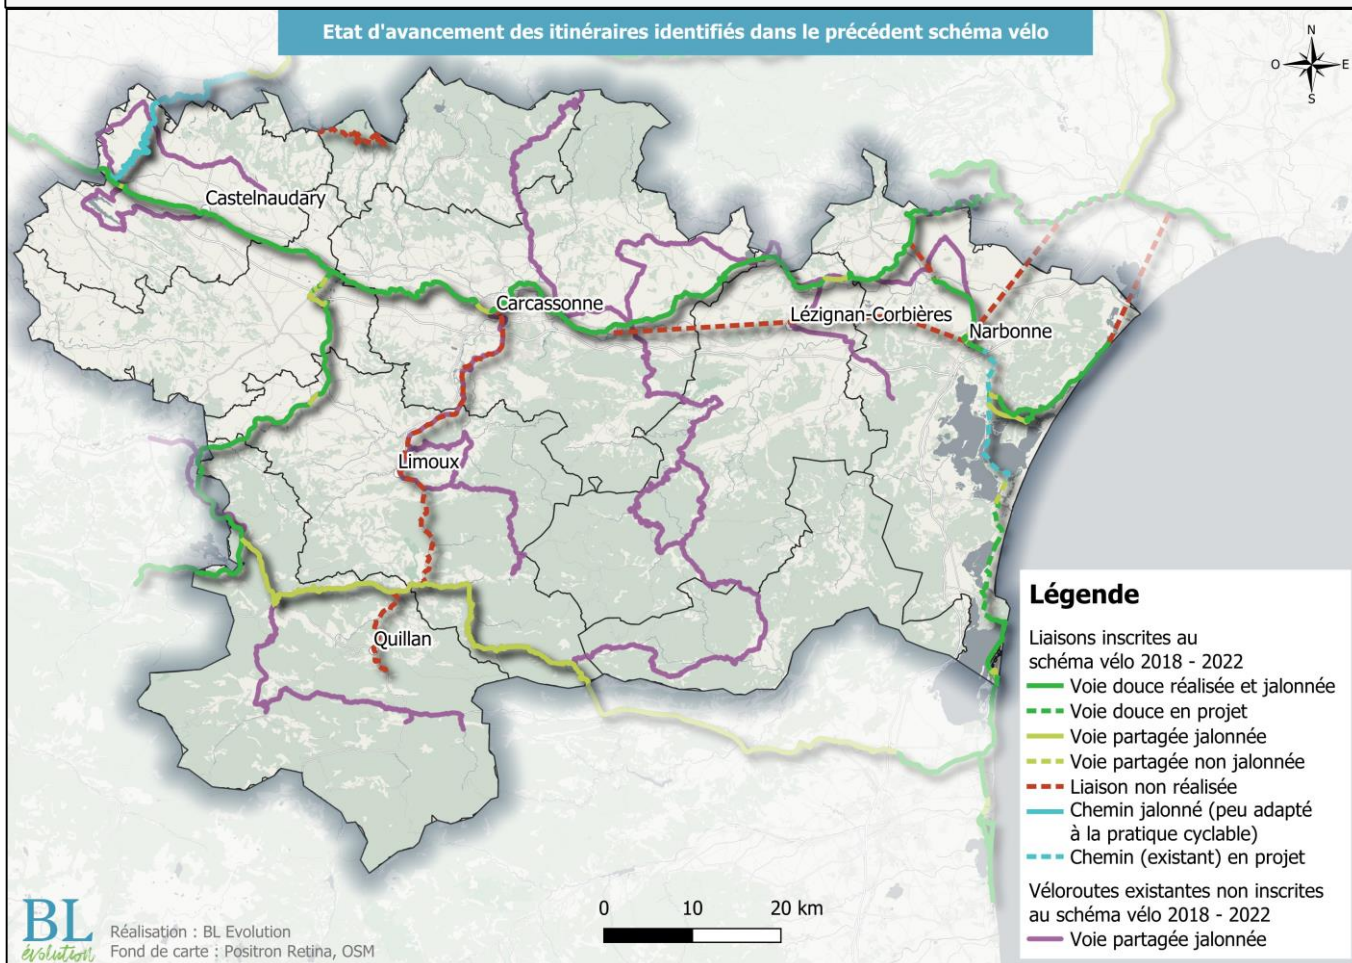 Etat d'avancement des itinéraires identifiés dans le précédent schéma vélo
N
O
E
S
Castelnaudary
Carcassonne
Lézignan-Corbières
Narbonne
Limoux
Quillan
Légende
Liaisons inscrites au
schéma vélo 2018 - 2022
Voie douce réalisée et jalonnée
Voie douce en projet
Voie partagée jalonnée
Voie partagée non jalonnée
Liaison non réalisée
Chemin jalonné (peu adapté
à la pratique cyclable)
Chemin (existant) en projet
Véloroutes existantes non inscrites
au schéma vélo 2018 - 2022
Voie partagée jalonnée
0 10 20 km
BL
évolution
Réalisation : BL Evolution
Fond de carte : Positron Retina, OSM